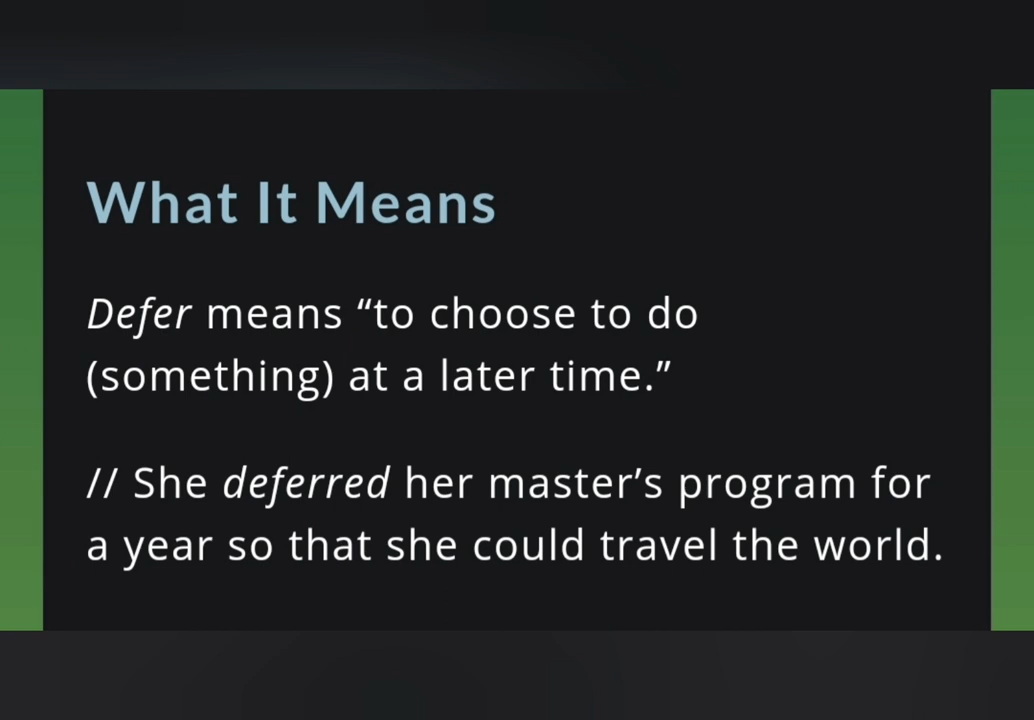 What It Means
Defer means “to choose to do
(something) at a later time.”
// She deferred her master’s program for
a year so that she could travel the world.